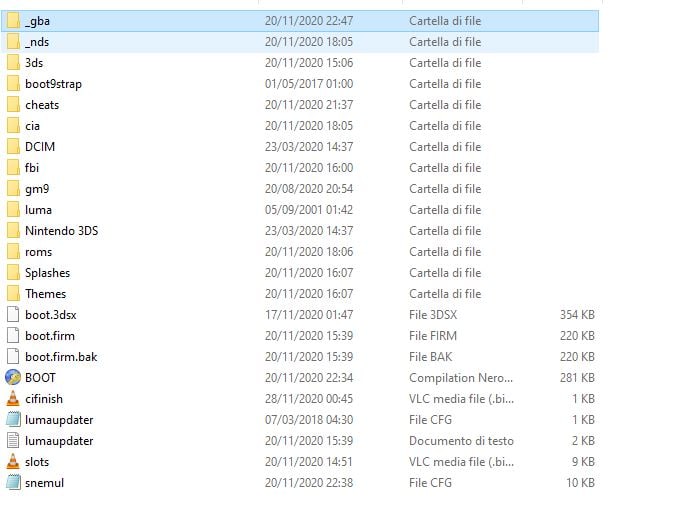 _gba 20/11/2020 22:47 Cartella di file
_nds 20/11/2020 18:05 Cartella di file
3ds 20/11/2020 15:06 Cartella di file
boot9strap 01/05/2017 01:00 Cartella di file
cheats 20/11/2020 21:37 Cartella di file
cia 20/11/2020 18:05 Cartella di file
DCIM 23/03/2020 14:37 Cartella di file
fbi 20/11/2020 16:00 Cartella di file
gm9 20/08/2020 20:54 Cartella di file
luma 05/09/2001 01:42 Cartella di file
Nintendo 3DS 23/03/2020 14:37 Cartella di file
roms 20/11/2020 18:06 Cartella di file
Splashes 20/11/2020 16:07 Cartella di file
Themes 20/11/2020 16:07 Cartella di file
boot.3dsx 17/11/2020 01:47 File 3DSX 354 KB
boot.firm 20/11/2020 15:39 File FIRM 220 KB
boot.firm.bak 20/11/2020 15:39 File BAK 220 KB
BOOT 20/11/2020 22:34 Compilation Nero... 281 KB
cifinish 28/11/2020 00:45 VLC media file (.bi... 1 KB
lumaupdater 07/03/2018 04:30 File CFG 1 KB
lumaupdater 20/11/2020 15:39 Documento di testo 2 KB
slots 20/11/2020 14:51 VLC media file (.bi... 9 KB
snemul 20/11/2020 22:38 File CFG 10 KB